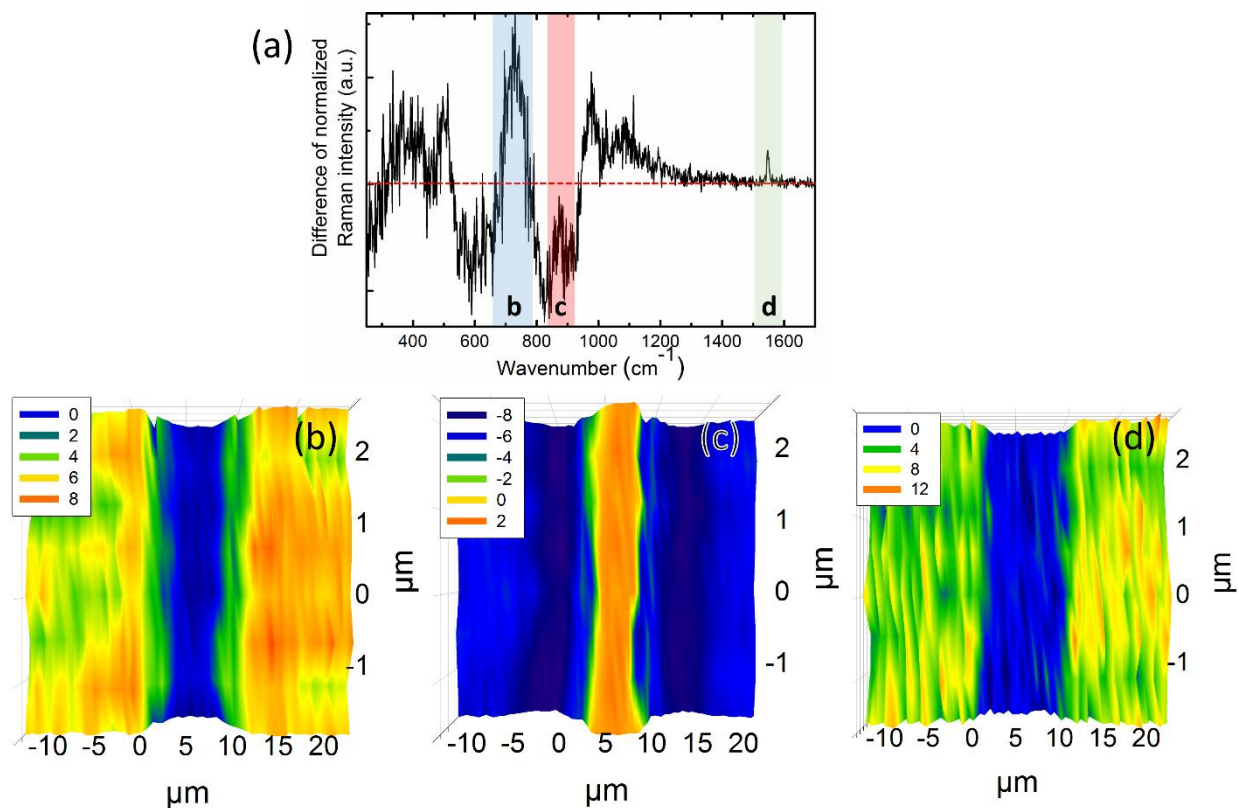 (a)
Difference of normalized
Raman intensity (a.u.)
b
c
d
400 600 800 1000 1200 1400 1600
Wavenumber (cm-1)
(b)
0
2
4
6
8
2
1
0
-1
µm
-10 -5 0 5 10 15 20
µm
(c)
-8
-6
-4
-2
0
2
2
1
0
-1
µm
-10 -5 0 5 10 15 20
µm
(d)
0
4
8
12
2
1
0
-1
µm
-10 -5 0 5 10 15 20
µm